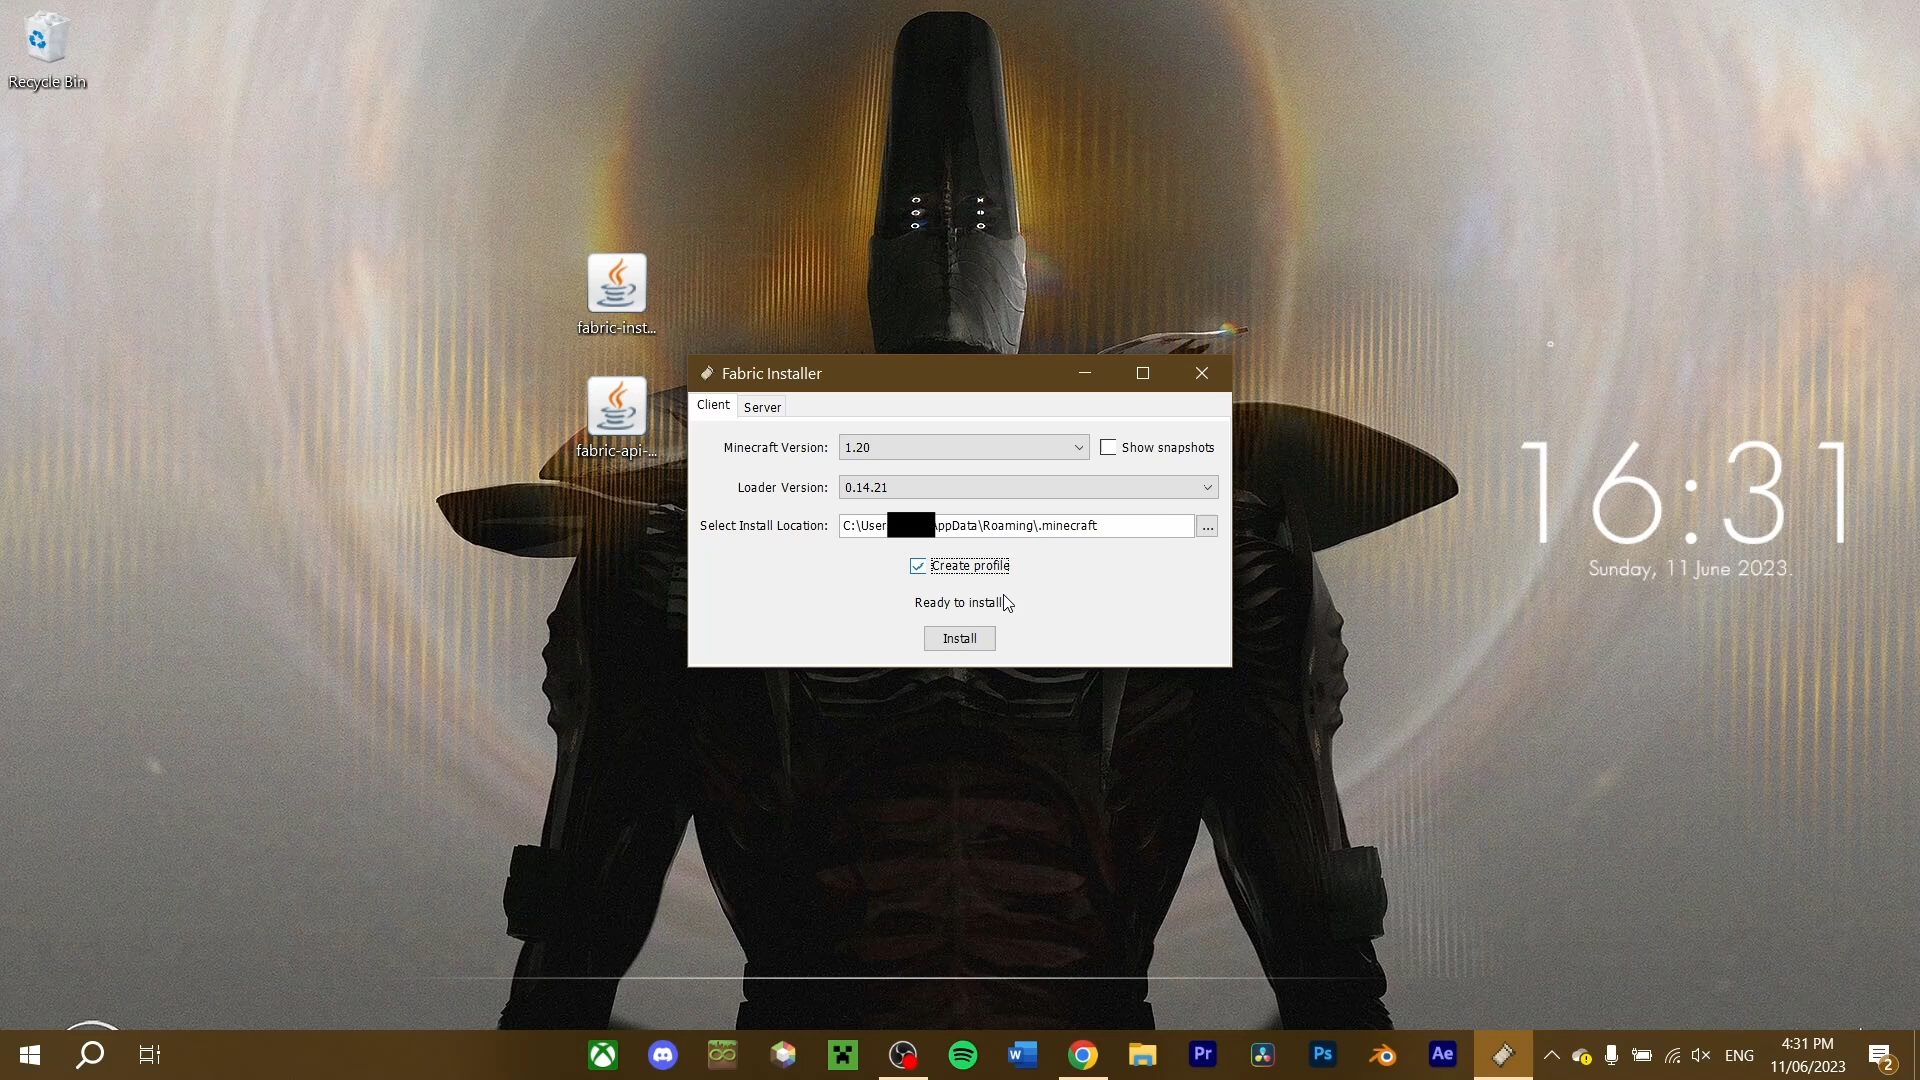 Recycle Bin
fabric-inst...
fabric-api-...
Fabric Installer
Client
Server
Minecraft Version:
1.20
Show snapshots
Loader Version:
0.14.21
Select Install Location:
C:\User
ppData\Roaming\.minecraft
...
Create profile
Ready to install
Install
16:31
Sunday, 11 June 2023.
W
Pr
Ps
Ae
ENG
4:31 PM
11/06/2023
2